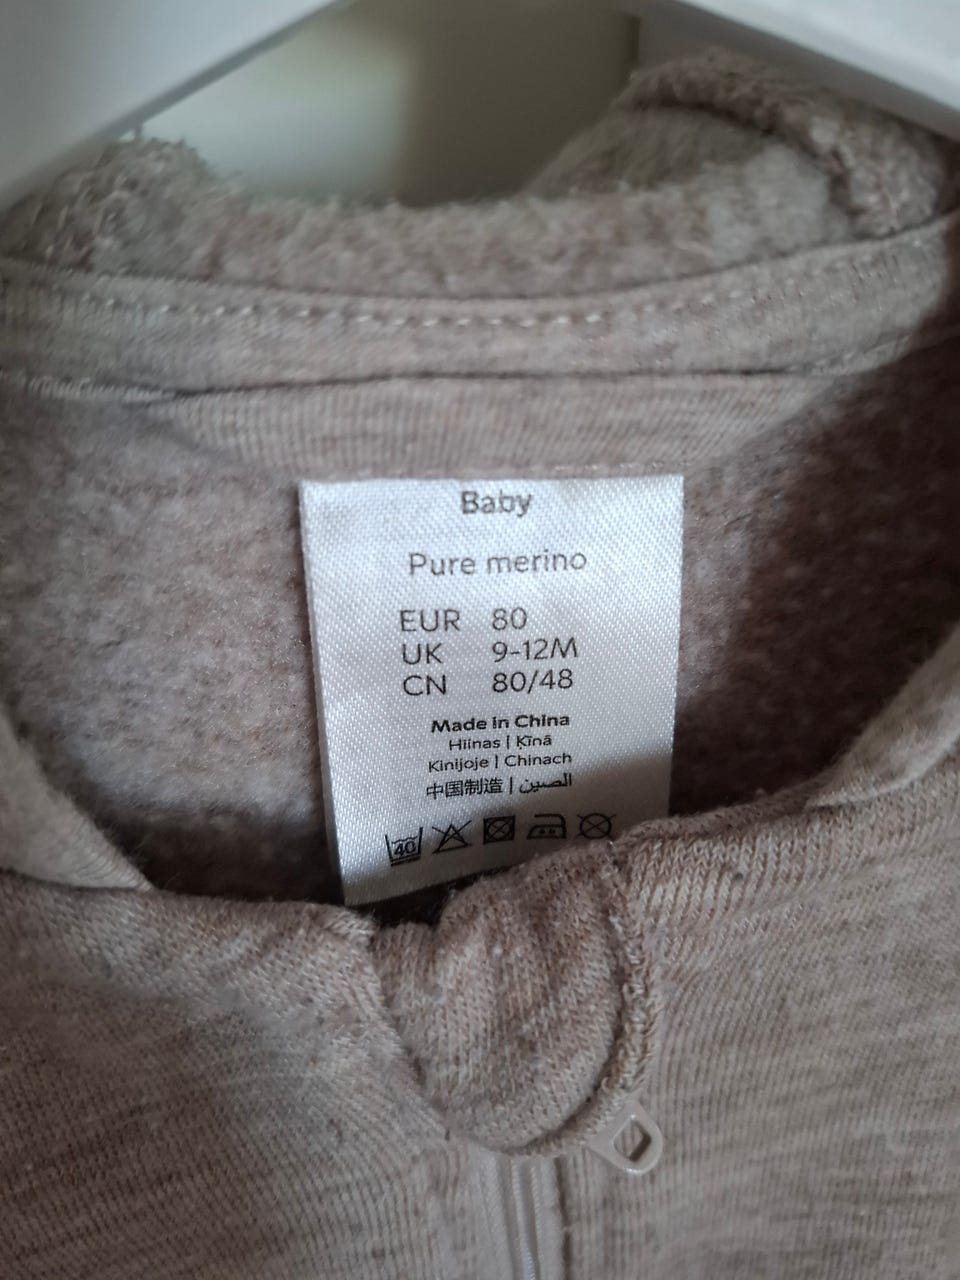 Baby
Pure merino
EUR 80
UK 9-12M
CN 80/48
Made in China
Hiinas | Ķīnā
Kinijoje | Chinach
中国制造 | الصين
40